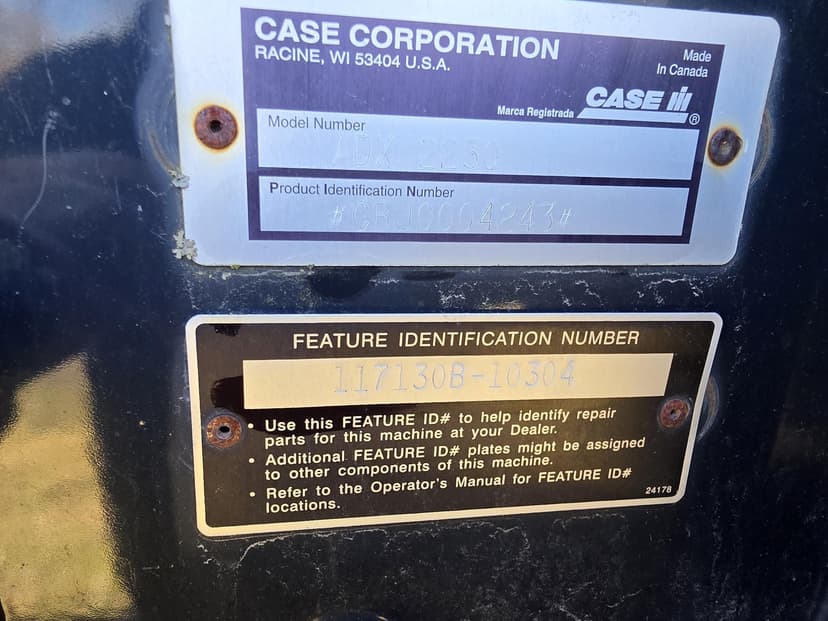 CASE CORPORATION
RACINE, WI 53404 U.S.A.
Made
In Canada
Marca Registrada CASE IH ®
Model Number
ADX 2230
Product Identification Number
FEATURE IDENTIFICATION NUMBER
117130B-10304
• Use this FEATURE ID# to help identify repair
parts for this machine at your Dealer.
• Additional FEATURE ID# plates might be assigned
to other components of this machine.
• Refer to the Operator's Manual for FEATURE ID#
locations.
24178